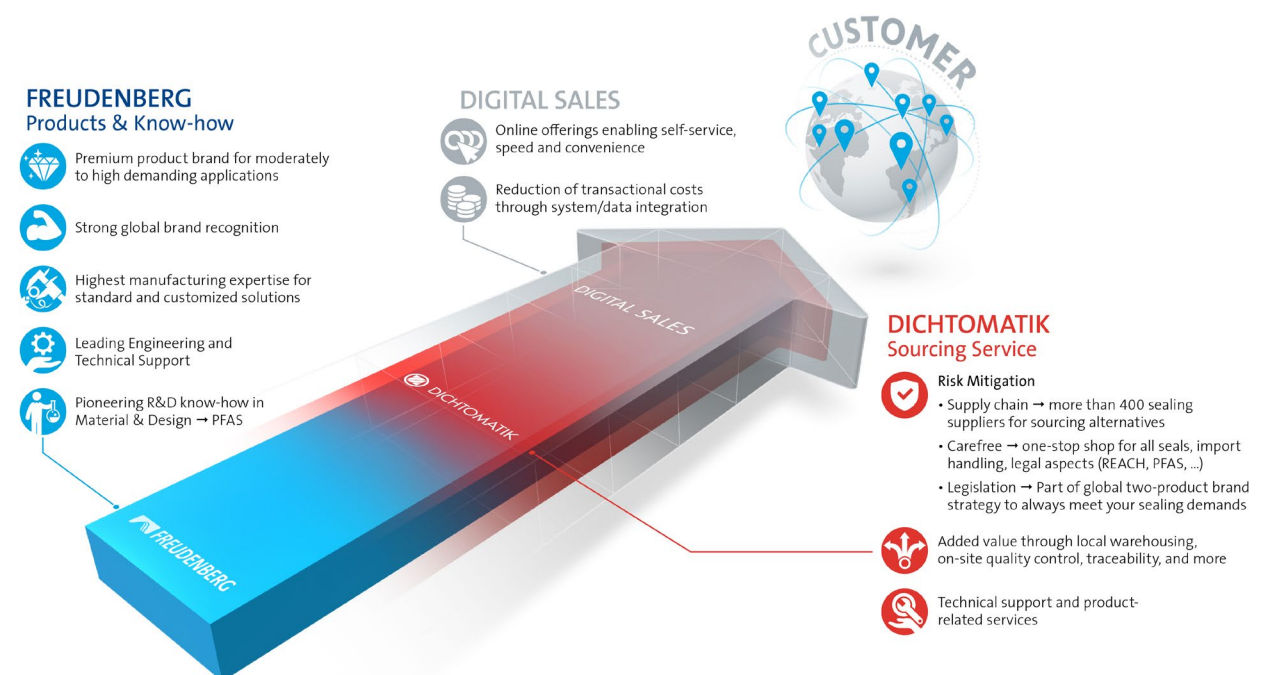 CUSTOMER
FREUDENBERG
Products & Know-how
Premium product brand for moderately
to high demanding applications
Strong global brand recognition
Highest manufacturing expertise for
standard and customized solutions
Leading Engineering and
Technical Support
Pioneering R&D know-how in
Material & Design → PFAS
DIGITAL SALES
Online offerings enabling self-service,
speed and convenience
Reduction of transactional costs
through system/data integration
DIGITAL SALES
DICHTOMATIK
FREUDENBERG
DICHTOMATIK
Sourcing Service
Risk Mitigation
• Supply chain → more than 400 sealing
suppliers for sourcing alternatives
• Carefree → one-stop shop for all seals, import
handling, legal aspects (REACH, PFAS, ...)
• Legislation → Part of global two-product brand
strategy to always meet your sealing demands
Added value through local warehousing,
on-site quality control, traceability, and more
Technical support and product-
related services